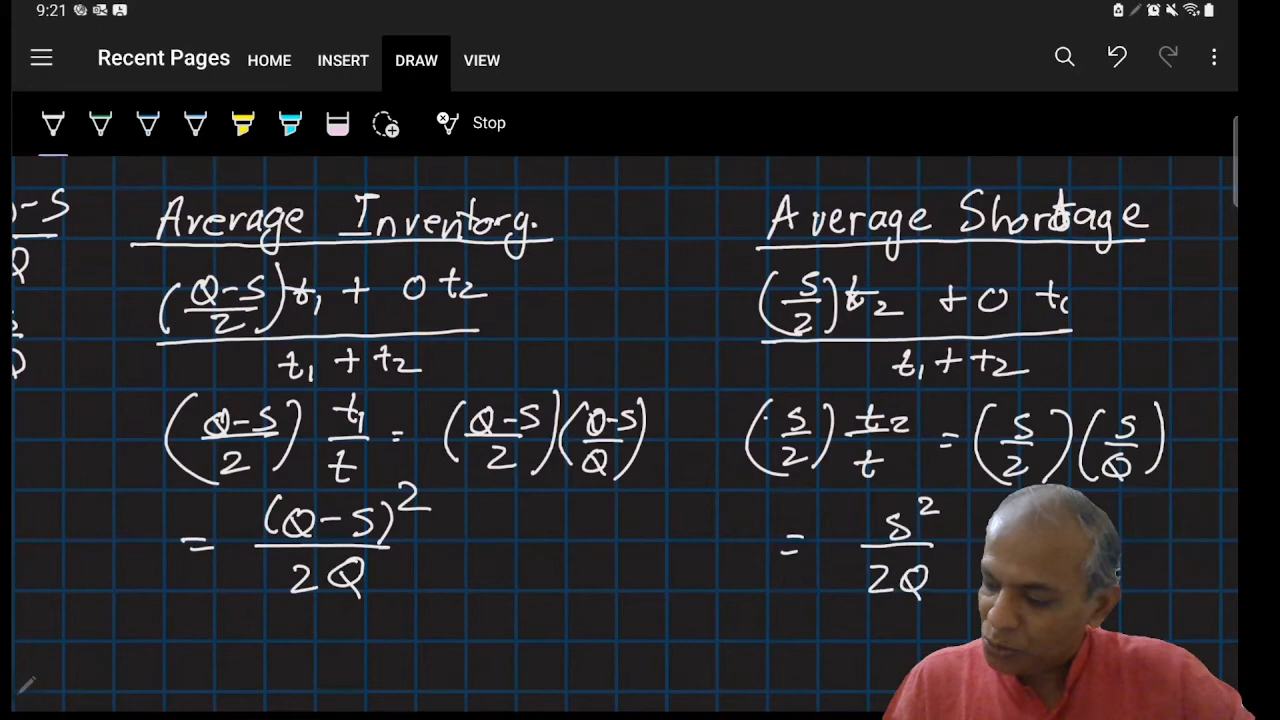 9:21
Recent Pages HOME INSERT DRAW VIEW
Stop
-S
Q
Average Inventory.
(Q-S/2)t₁ + 0 t₂
t₁ + t₂
(Q-S/2) t₁/t = (Q-S/2)(Q-S/Q)
= (Q-S)²/2Q
Average Shortage
(S/2)t₂ + 0 t₁
t₁ + t₂
(S/2) t₂/t = (S/2)(S/Q)
= S²/2Q